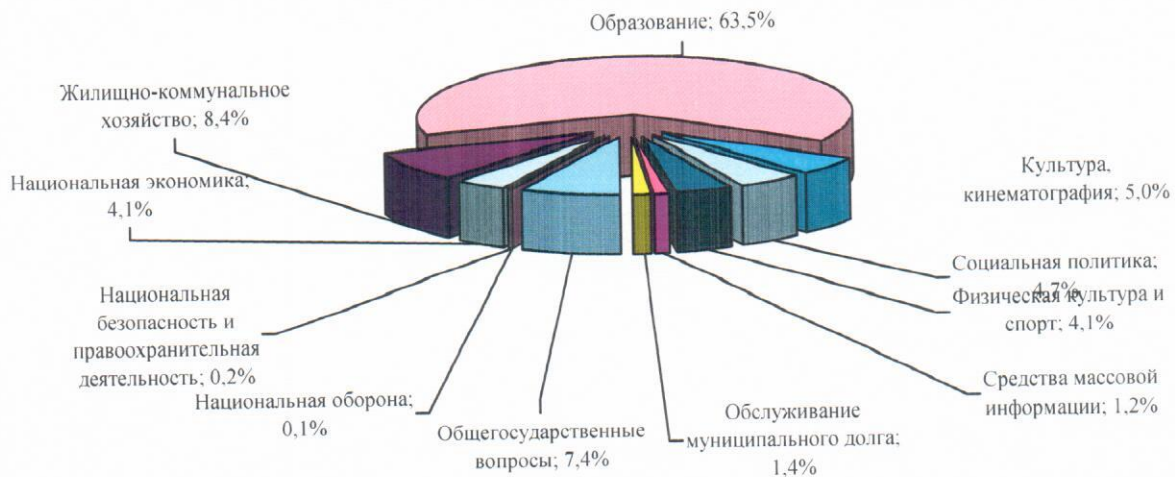 Образование; 63,5%
Жилищно-коммунальное
хозяйство; 8,4%
Национальная экономика;
4,1%
Национальная
безопасность и
правоохранительная
деятельность; 0,2%
Национальная оборона;
0,1%
Общегосударственные
вопросы; 7,4%
Обслуживание
муниципального долга;
1,4%
Средства массовой
информации; 1,2%
Физическая культура и
спорт; 4,1%
Социальная политика;
4,7%
Культура,
кинематография; 5,0%